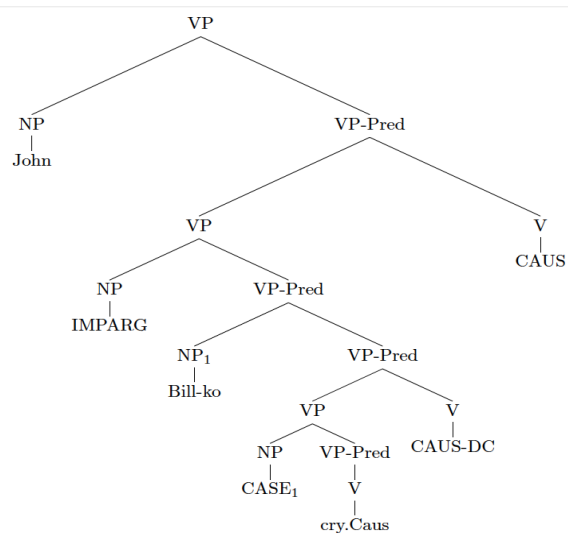 VP
NP VP-Pred
John
VP V
CAUS
NP VP-Pred
IMPARG
NP₁ VP-Pred
Bill-ko
VP V
CAUS-DC
NP VP-Pred
CASE₁ V
cry.Caus